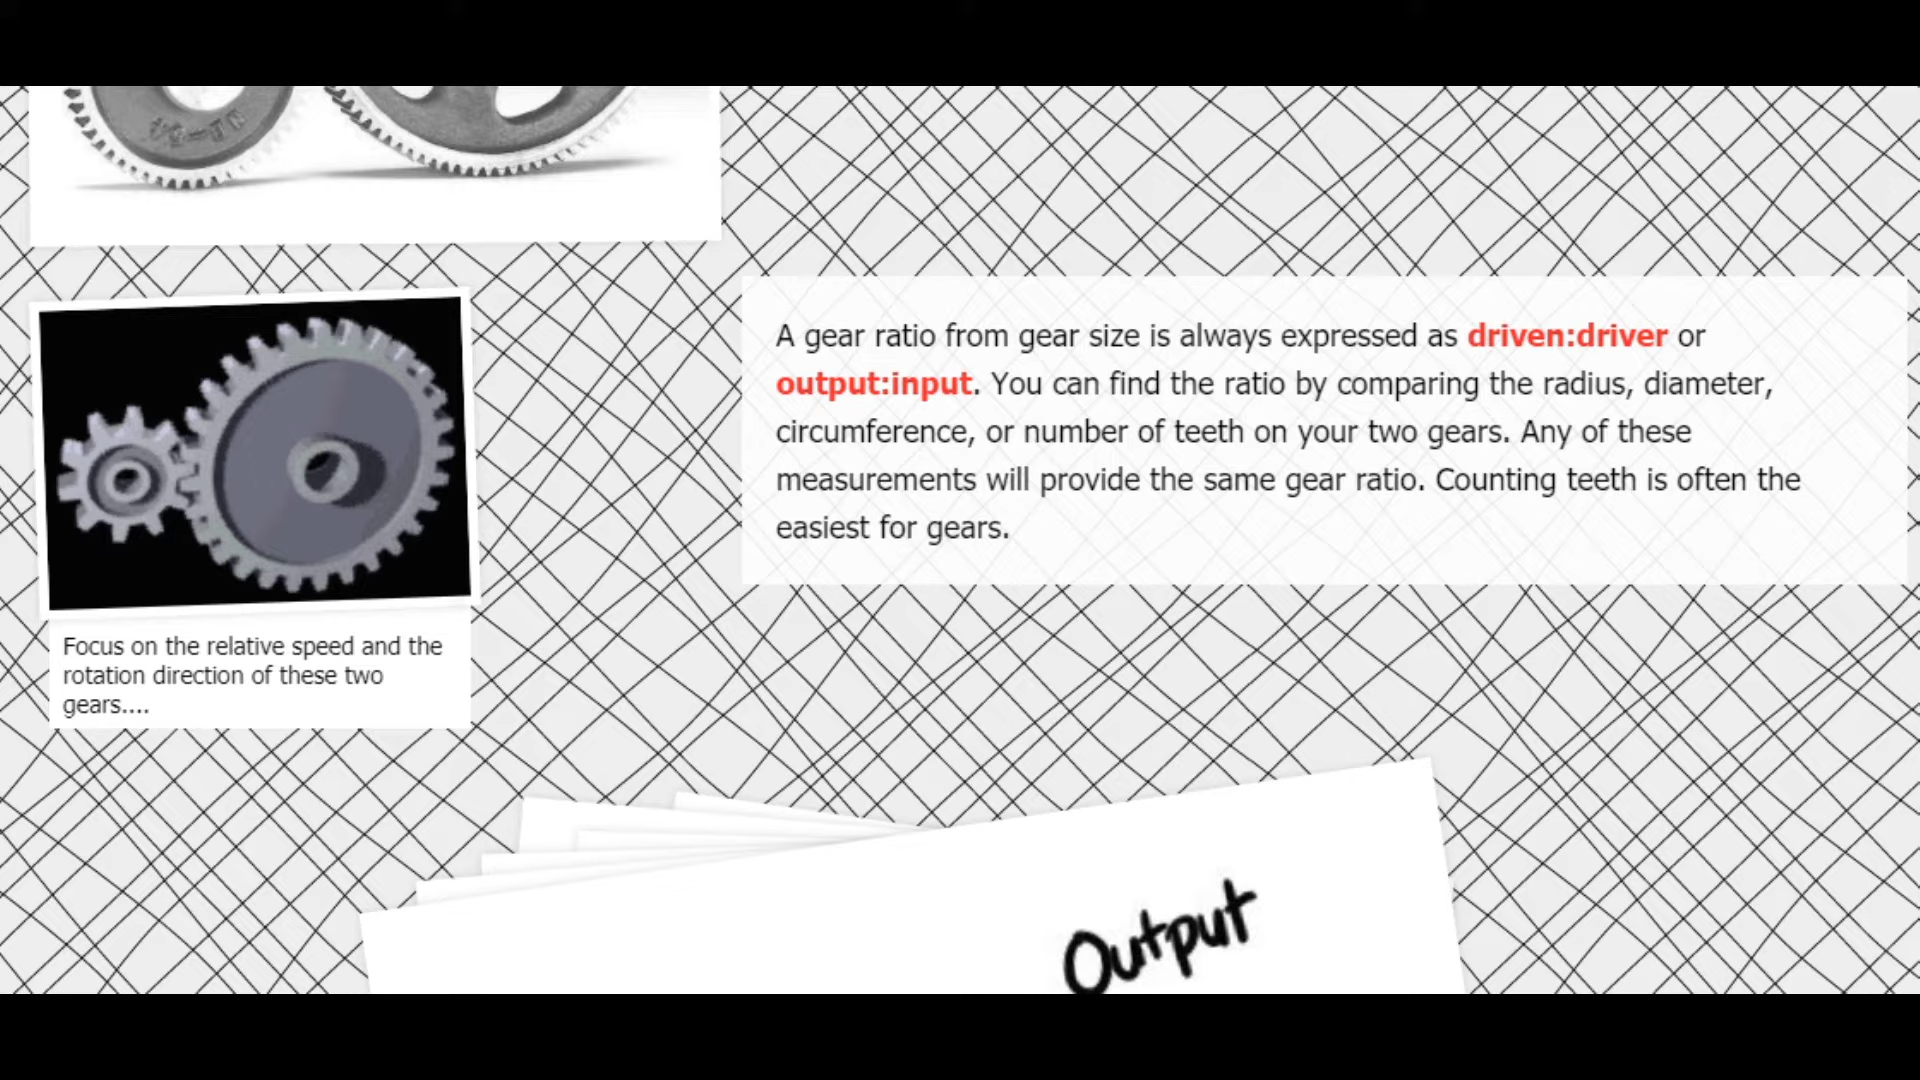 A gear ratio from gear size is always expressed as driven:driver or
output:input. You can find the ratio by comparing the radius, diameter,
circumference, or number of teeth on your two gears. Any of these
measurements will provide the same gear ratio. Counting teeth is often the
easiest for gears.
Focus on the relative speed and the
rotation direction of these two
gears....
Output